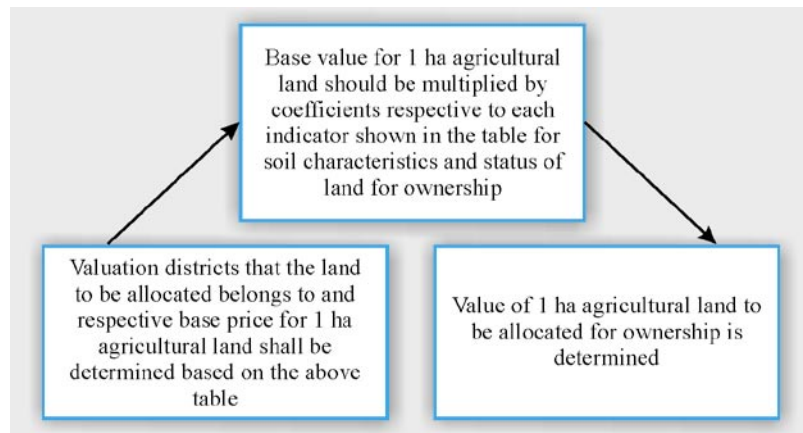 Base value for 1 ha agricultural
land should be multiplied by
coefficients respective to each
indicator shown in the table for
soil characteristics and status of
land for ownership
Valuation districts that the land
to be allocated belongs to and
respective base price for 1 ha
agricultural land shall be
determined based on the above
table
Value of 1 ha agricultural land to
be allocated for ownership is
determined